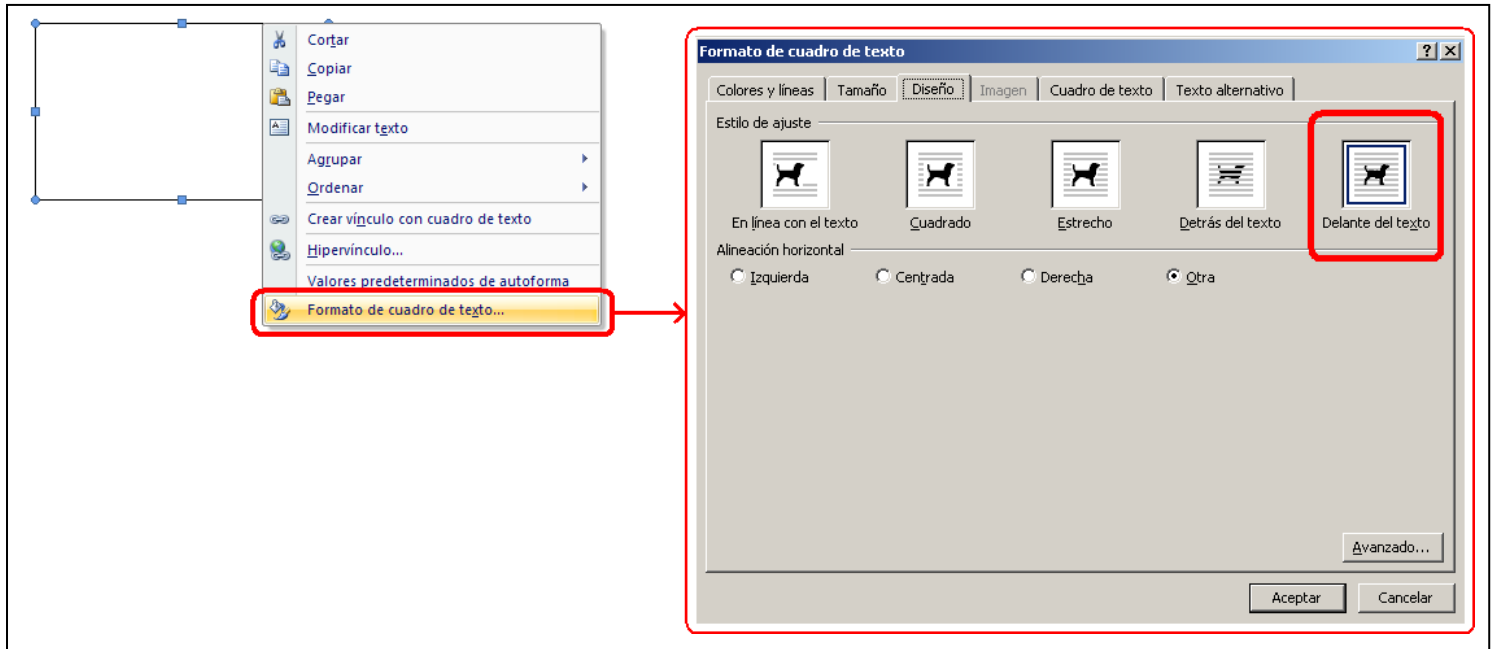 Cortar
Copiar
Pegar
Modificar texto
Agrupar
Ordenar
Crear vínculo con cuadro de texto
Hipervínculo...
Valores predeterminados de autoforma
Formato de cuadro de texto...
Formato de cuadro de texto
Colores y líneas Tamaño Diseño Imagen Cuadro de texto Texto alternativo
Estilo de ajuste
En línea con el texto Cuadrado Estrecho Detrás del texto Delante del texto
Alineación horizontal
Izquierda Centrada Derecha Otra
Avanzado...
Aceptar Cancelar